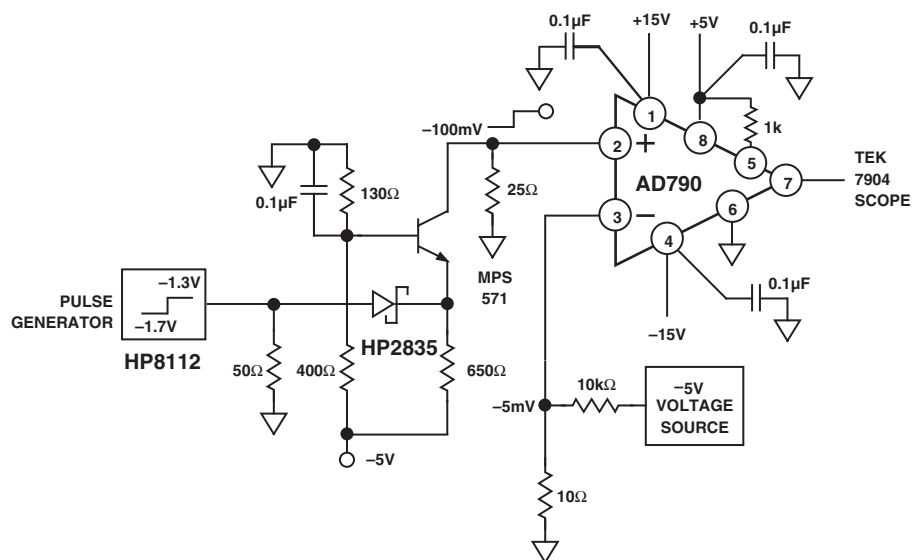 0.1µF
+15V
+5V
0.1µF
–100mV
1
8
1k
5
2
+
AD790
7
TEK
7904
SCOPE
0.1µF
130Ω
25Ω
3
–
6
4
MPS
571
0.1µF
–15V
PULSE
GENERATOR
–1.3V
–1.7V
HP8112
HP2835
50Ω
400Ω
650Ω
–5V
–5mV
10kΩ
–5V
VOLTAGE
SOURCE
10Ω